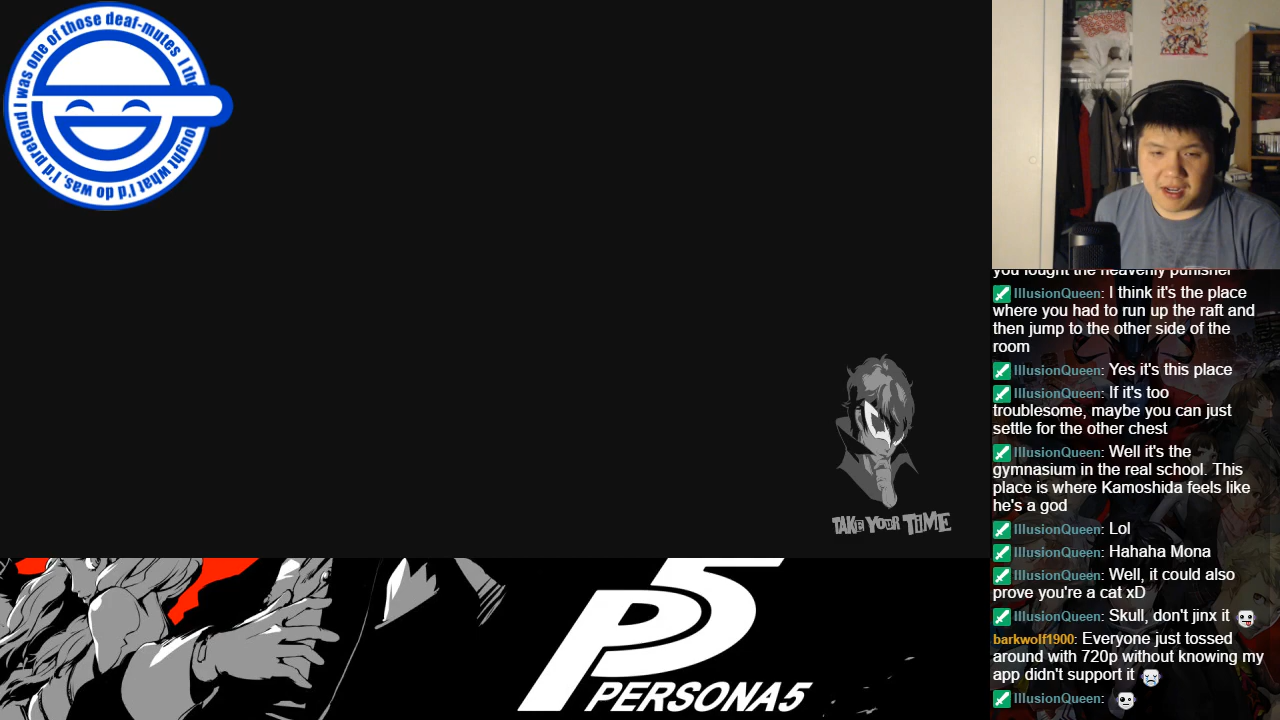 I thought what I'd do was, I'd pretend I was one of those deaf-mutes
TAKE YOUR TIME
P5
PERSONA5
you fought the heavenly punisher
IllusionQueen: I think it's the place
where you had to run up the raft and
then jump to the other side of the
room
IllusionQueen: Yes it's this place
IllusionQueen: If it's too
troublesome, maybe you can just
settle for the other chest
IllusionQueen: Well it's the
gymnasium in the real school. This
place is where Kamoshida feels like
he's a god
IllusionQueen: Lol
IllusionQueen: Hahaha Mona
IllusionQueen: Well, it could also
prove you're a cat xD
IllusionQueen: Skull, don't jinx it
barkwolf1900: Everyone just tossed
around with 720p without knowing my
app didn't support it
IllusionQueen: